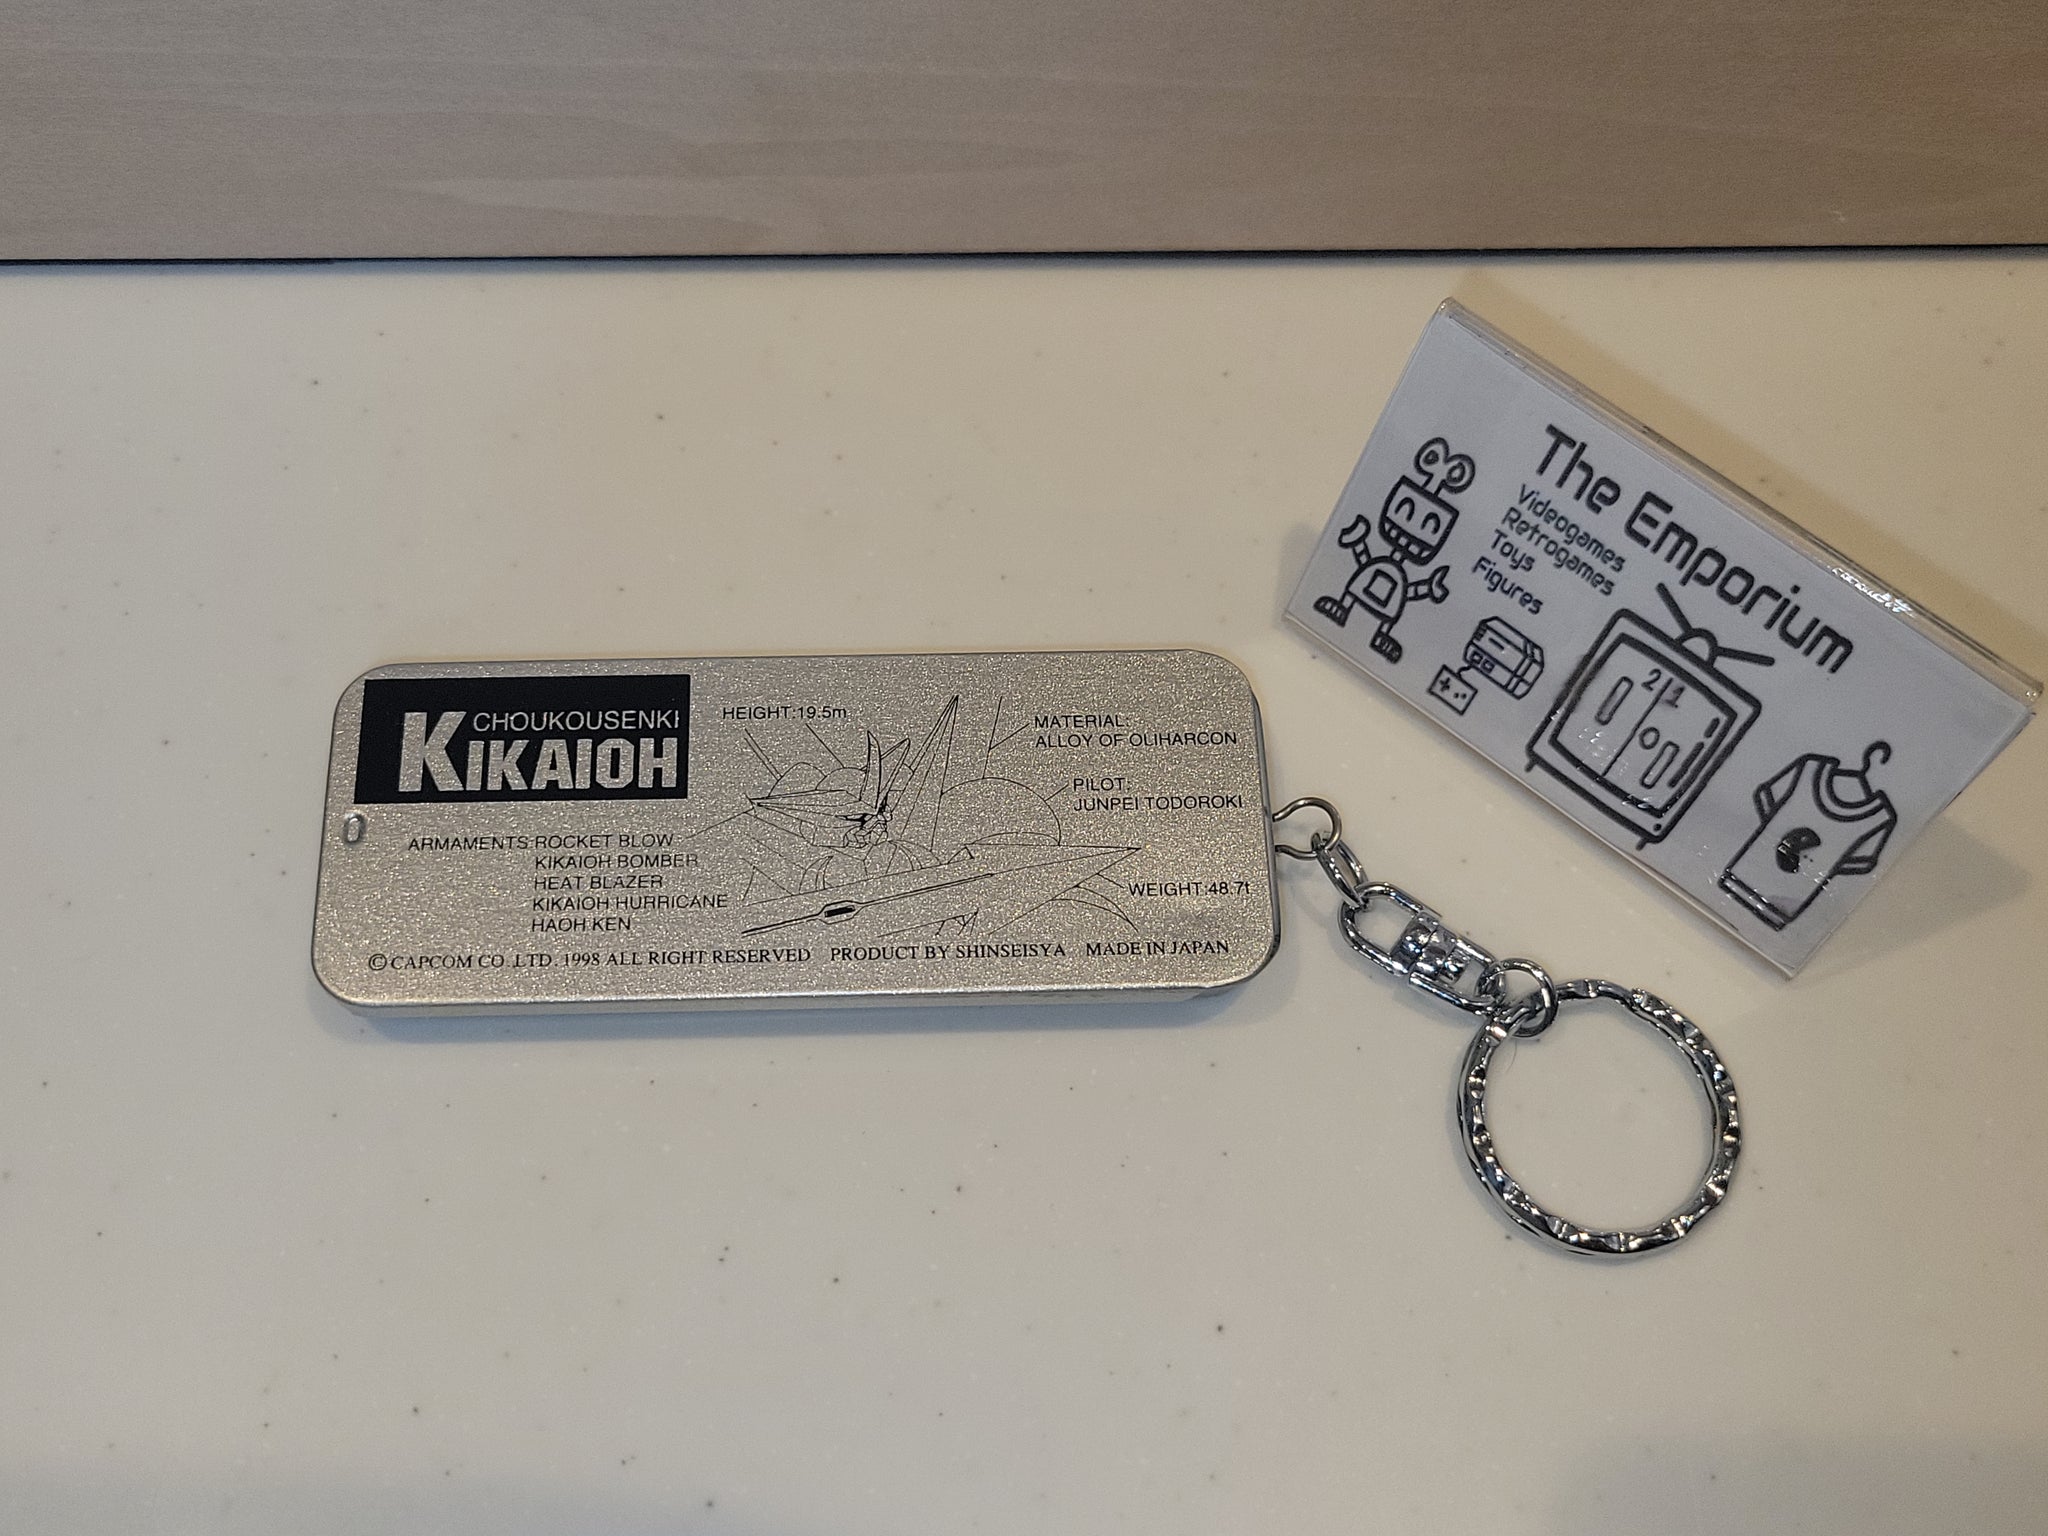 CHOUKOUSENKI
KIKAIOH
HEIGHT:19.5m
MATERIAL:
ALLOY OF OLIHARCON
PILOT:
JUNPEI TODOROKI
ARMAMENTS:ROCKET BLOW
KIKAIOH BOMBER
HEAT BLAZER
KIKAIOH HURRICANE
HAOH KEN
WEIGHT:48.7t
©CAPCOM CO.LTD. 1998 ALL RIGHT RESERVED PRODUCT BY SHINSEISYA MADE IN JAPAN
The Emporium
Videogames
Retrogames
Toys
Figures
2 1